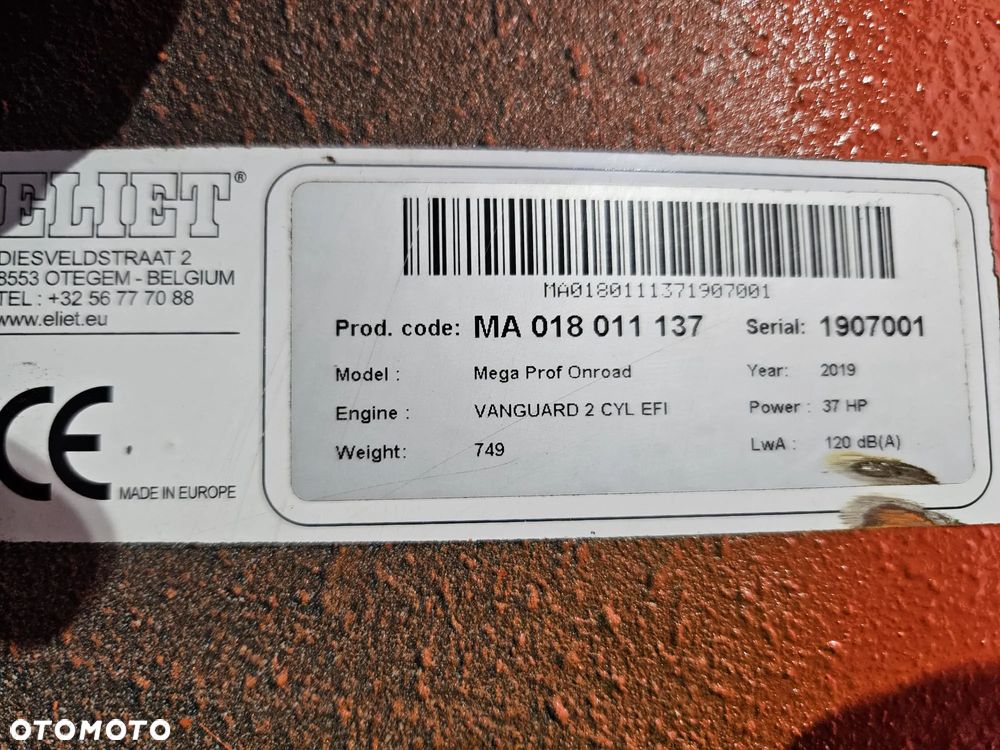 ELIET®
DIESVELDSTRAAT 2
8553 OTEGEM - BELGIUM
TEL : +32 56 77 70 88
www.eliet.eu
CE
MADE IN EUROPE
MA0180111371907001
Prod. code: MA 018 011 137 Serial: 1907001
Model : Mega Prof Onroad Year: 2019
Engine : VANGUARD 2 CYL EFI Power : 37 HP
Weight: 749 LwA : 120 dB(A)
OTOMOTO